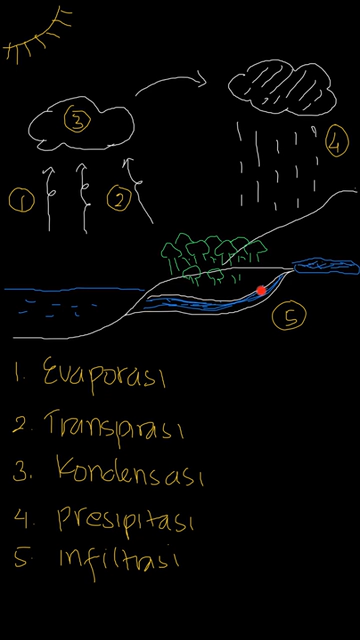 3
4
1
2
5
1. Evaporasi
2. Transpirasi
3. Kondensasi
4. presipitasi
5. infiltrasi